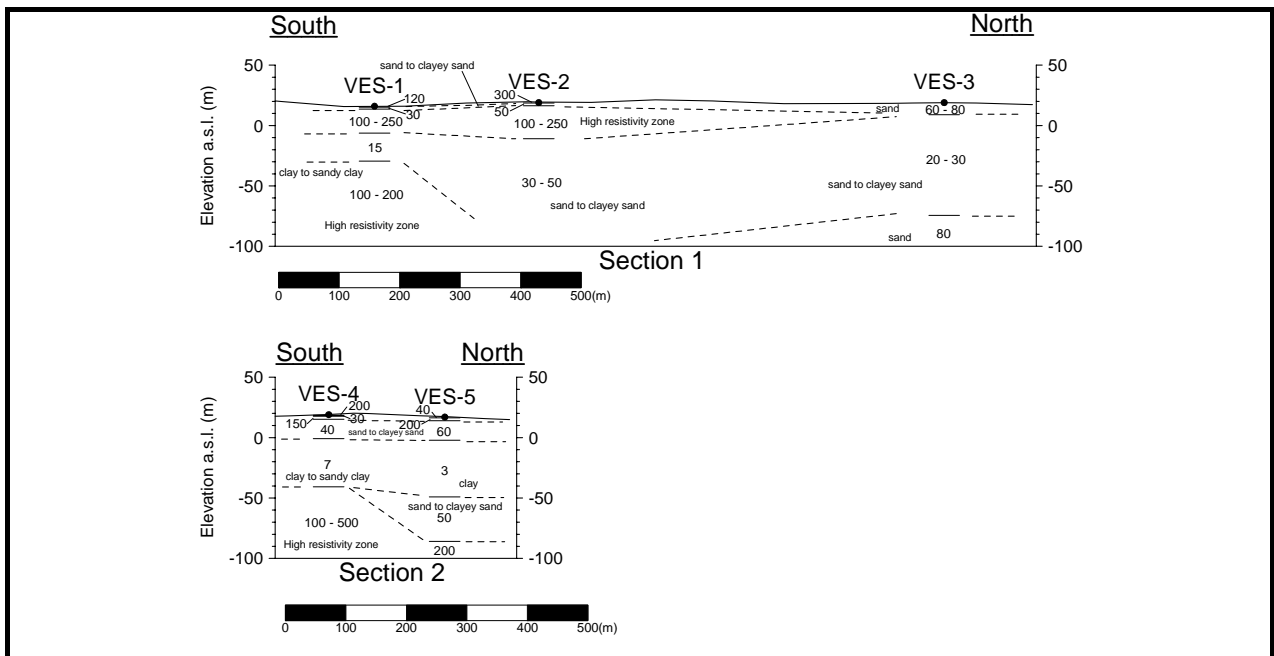 South North
50 50
sand to clayey sand
VES-1 VES-2 VES-3
120 300 sand 60 - 80
30 50
100 - 250 100 - 250 High resistivity zone
0 0
15
20 - 30
clay to sandy clay
30 - 50
100 - 200 sand to clayey sand
Elevation a.s.l. (m)
-50 -50
sand to clayey sand
High resistivity zone
sand 80
-100 -100
Section 1
0 100 200 300 400 500(m)
South North
50 50
VES-4 VES-5
200 40
150 30 200
40 sand to clayey sand 60
0 0
7 3
clay to sandy clay clay
Elevation a.s.l. (m)
-50 -50
sand to clayey sand
50
100 - 500
High resistivity zone
200
-100 -100
Section 2
0 100 200 300 400 500(m)